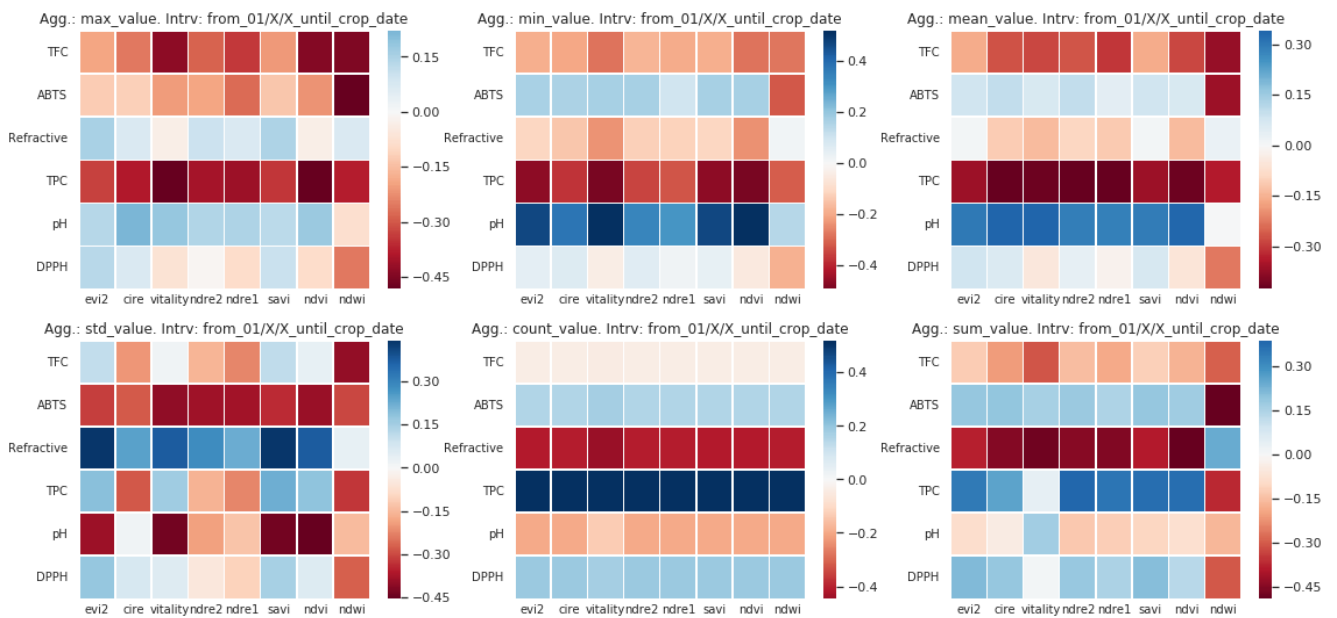 Agg.: max_value. Intrv: from_01/X/X_until_crop_date
TFC
ABTS
Refractive
TPC
pH
DPPH
evi2 cire vitality ndre2 ndre1 savi ndvi ndwi
0.15
0.00
−0.15
−0.30
−0.45
Agg.: min_value. Intrv: from_01/X/X_until_crop_date
TFC
ABTS
Refractive
TPC
pH
DPPH
evi2 cire vitality ndre2 ndre1 savi ndvi ndwi
0.4
0.2
0.0
−0.2
−0.4
Agg.: mean_value. Intrv: from_01/X/X_until_crop_date
TFC
ABTS
Refractive
TPC
pH
DPPH
evi2 cire vitality ndre2 ndre1 savi ndvi ndwi
0.30
0.15
0.00
−0.15
−0.30
Agg.: std_value. Intrv: from_01/X/X_until_crop_date
TFC
ABTS
Refractive
TPC
pH
DPPH
evi2 cire vitality ndre2 ndre1 savi ndvi ndwi
0.30
0.15
0.00
−0.15
−0.30
−0.45
Agg.: count_value. Intrv: from_01/X/X_until_crop_date
TFC
ABTS
Refractive
TPC
pH
DPPH
evi2 cire vitality ndre2 ndre1 savi ndvi ndwi
0.4
0.2
0.0
−0.2
−0.4
Agg.: sum_value. Intrv: from_01/X/X_until_crop_date
TFC
ABTS
Refractive
TPC
pH
DPPH
evi2 cire vitality ndre2 ndre1 savi ndvi ndwi
0.30
0.15
0.00
−0.15
−0.30
−0.45